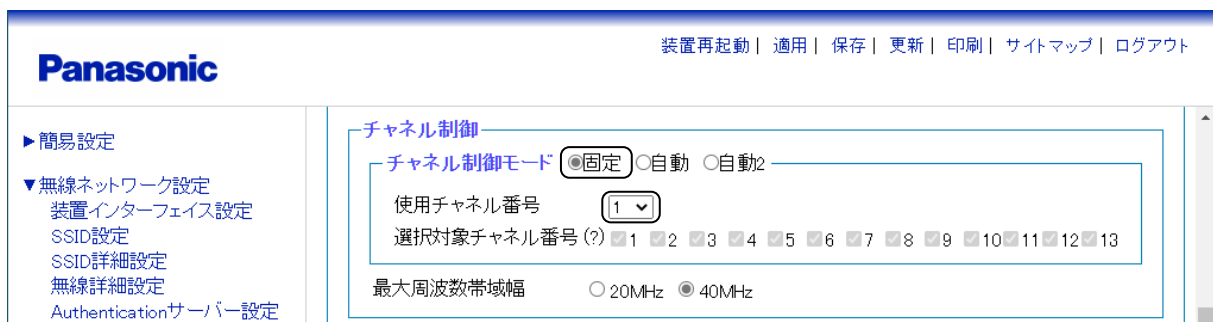 装置再起動| 適用| 保存| 更新| 印刷| サイトマップ| ログアウト
Panasonic
▶簡易設定
▼無線ネットワーク設定
装置インターフェイス設定
SSID設定
SSID詳細設定
無線詳細設定
Authenticationサーバー設定
チャネル制御
チャネル制御モード 固定 自動 自動2
使用チャネル番号 1
選択対象チャネル番号(?) 1 2 3 4 5 6 7 8 9 10 11 12 13
最大周波数帯域幅 20MHz 40MHz